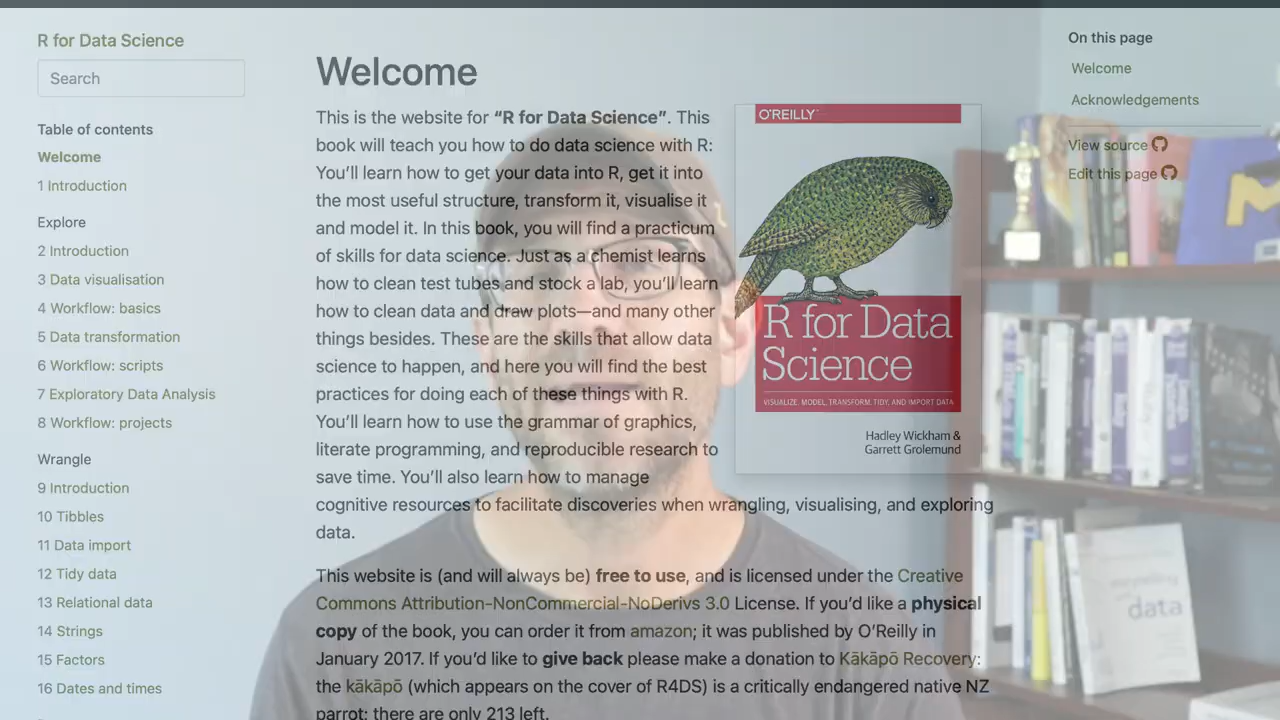 R for Data Science
Search
Table of contents
Welcome
1 Introduction
Explore
2 Introduction
3 Data visualisation
4 Workflow: basics
5 Data transformation
6 Workflow: scripts
7 Exploratory Data Analysis
8 Workflow: projects
Wrangle
9 Introduction
10 Tibbles
11 Data import
12 Tidy data
13 Relational data
14 Strings
15 Factors
16 Dates and times
Welcome
This is the website for “R for Data Science”. This
book will teach you how to do data science with R:
You’ll learn how to get your data into R, get it into
the most useful structure, transform it, visualise it
and model it. In this book, you will find a practicum
of skills for data science. Just as a chemist learns
how to clean test tubes and stock a lab, you’ll learn
how to clean data and draw plots—and many other
things besides. These are the skills that allow data
science to happen, and here you will find the best
practices for doing each of these things with R.
You’ll learn how to use the grammar of graphics,
literate programming, and reproducible research to
save time. You’ll also learn how to manage
cognitive resources to facilitate discoveries when wrangling, visualising, and exploring
data.
This website is (and will always be) free to use, and is licensed under the Creative
Commons Attribution-NonCommercial-NoDerivs 3.0 License. If you’d like a physical
copy of the book, you can order it from amazon; it was published by O’Reilly in
January 2017. If you’d like to give back please make a donation to Kākāpō Recovery:
the kākāpō (which appears on the cover of R4DS) is a critically endangered native NZ
parrot; there are only 213 left.
O'REILLY
R for Data
Science
VISUALIZE, MODEL, TRANSFORM, TIDY, AND IMPORT DATA
Hadley Wickham &
Garrett Grolemund
On this page
Welcome
Acknowledgements
View source
Edit this page
storytelling
data